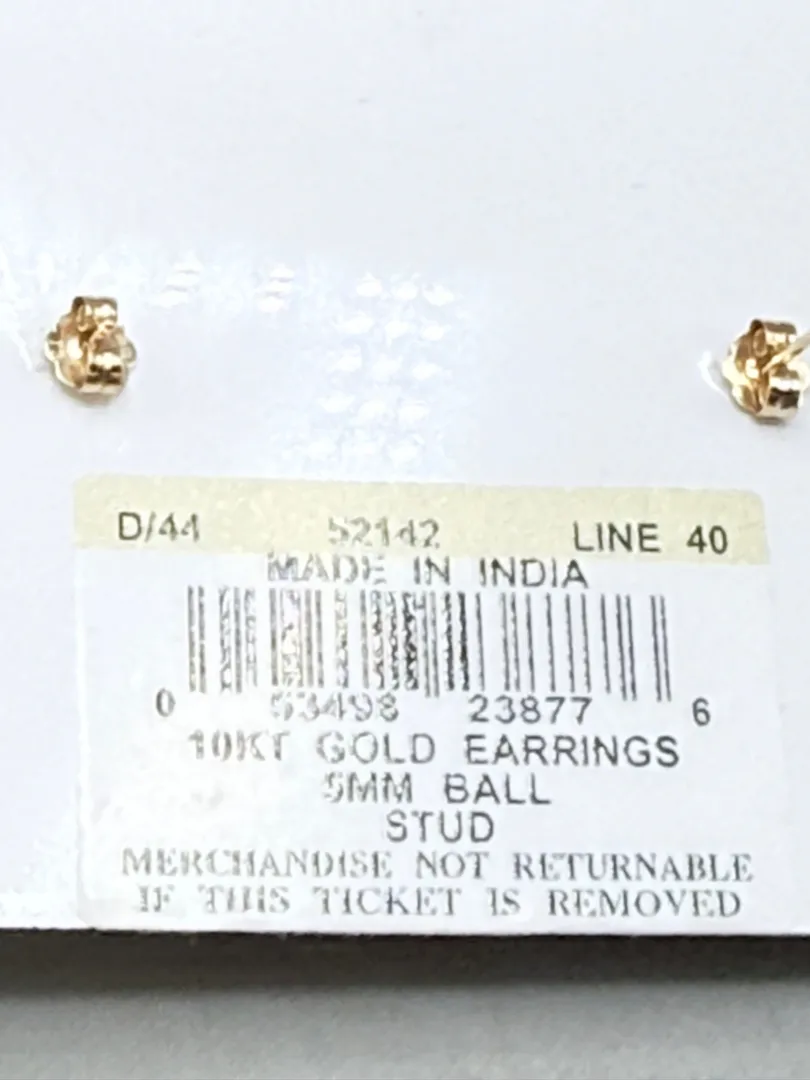 D/44 52142 LINE 40
MADE IN INDIA
0 53498 23877 6
10KT GOLD EARRINGS
5MM BALL
STUD
MERCHANDISE NOT RETURNABLE
IF THIS TICKET IS REMOVED